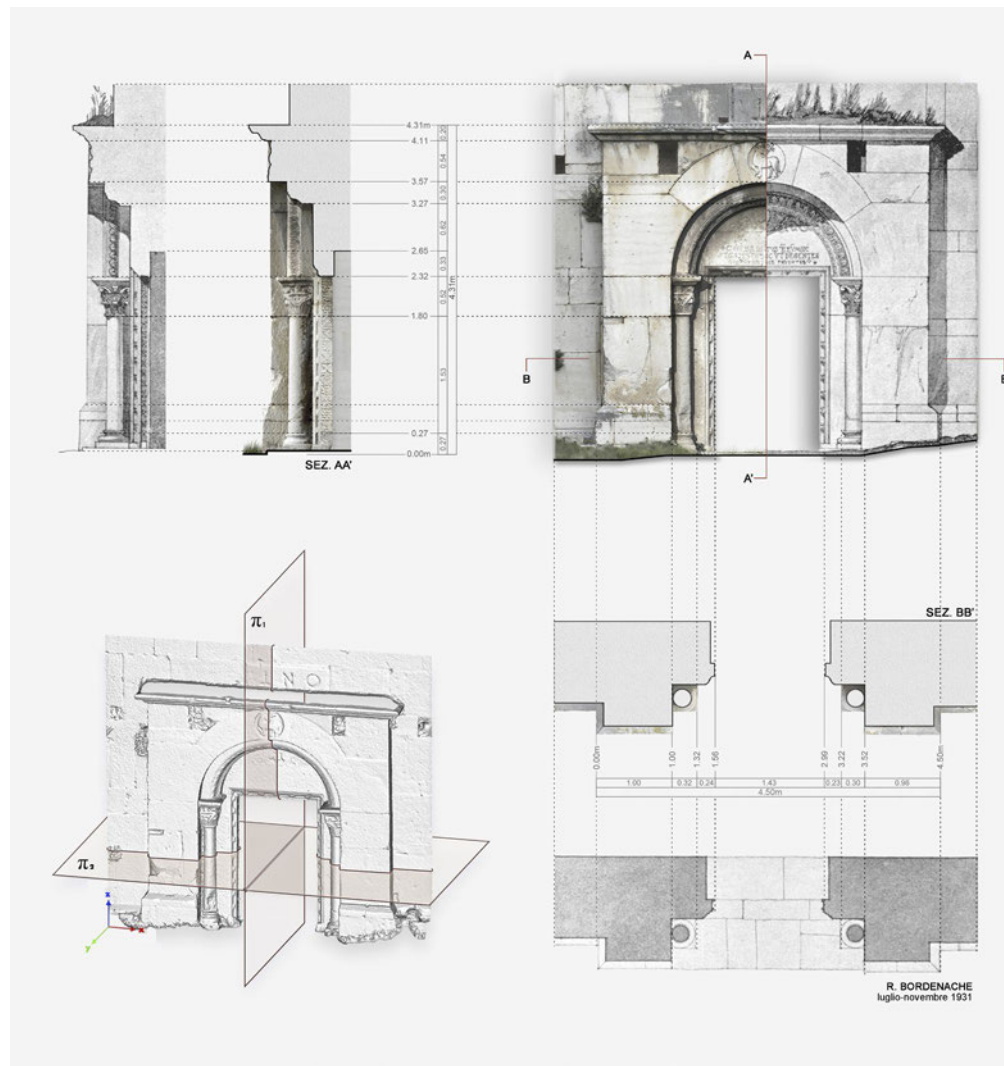 A
4.31m
4.11
3.57
3.27
2.65
2.32
1.80
0.27
0.00m
0.20
0.54
0.30
0.62
0.33
0.52
1.53
0.27
4.31m
SEZ. AA'
B
A'
π₁
N O
π₂
z
x
y
SEZ. BB'
0.00m
1.00
1.32
1.56
2.99
3.22
3.52
4.50m
1.00
0.32
0.24
1.43
0.23
0.30
0.98
4.50m
R. BORDENACHE
luglio-novembre 1931